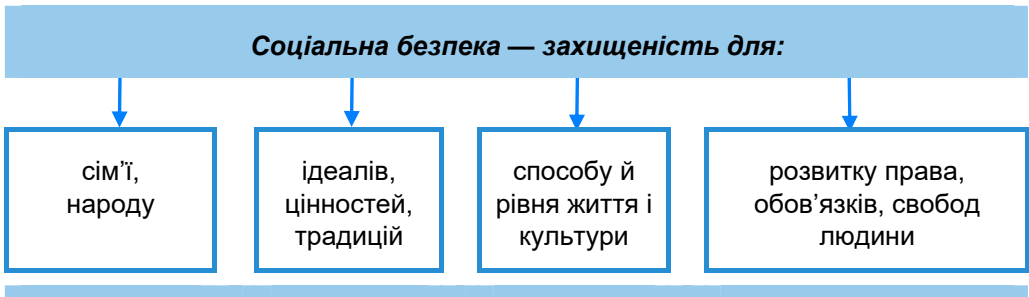 Соціальна безпека — захищеність для:
сім’ї,
народу
ідеалів,
цінностей,
традицій
способу й
рівня життя і
культури
розвитку права,
обов’язків, свобод
людини